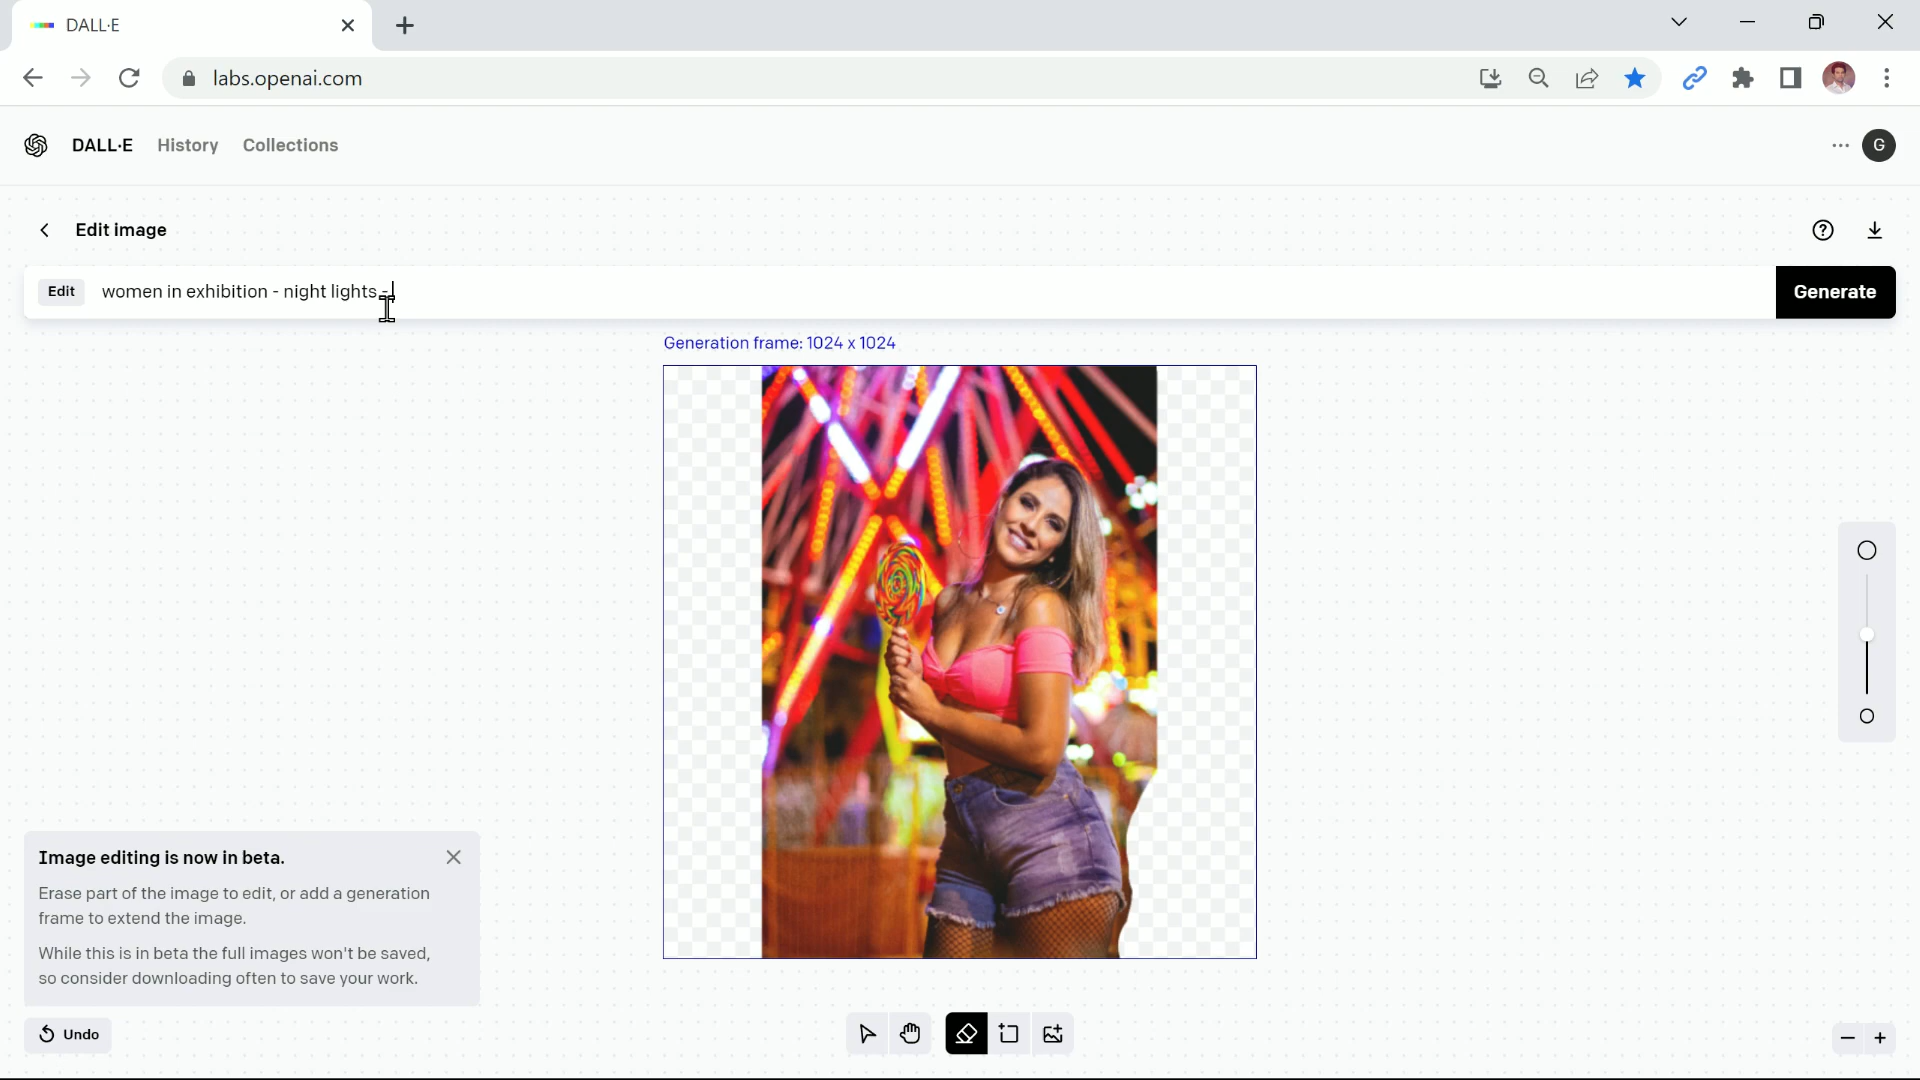 DALL·E
labs.openai.com
DALL·E History Collections
G
Edit image
Edit women in exhibition - night lights -
Generate
Generation frame: 1024 x 1024
Image editing is now in beta.
Erase part of the image to edit, or add a generation
frame to extend the image.
While this is in beta the full images won't be saved,
so consider downloading often to save your work.
Undo